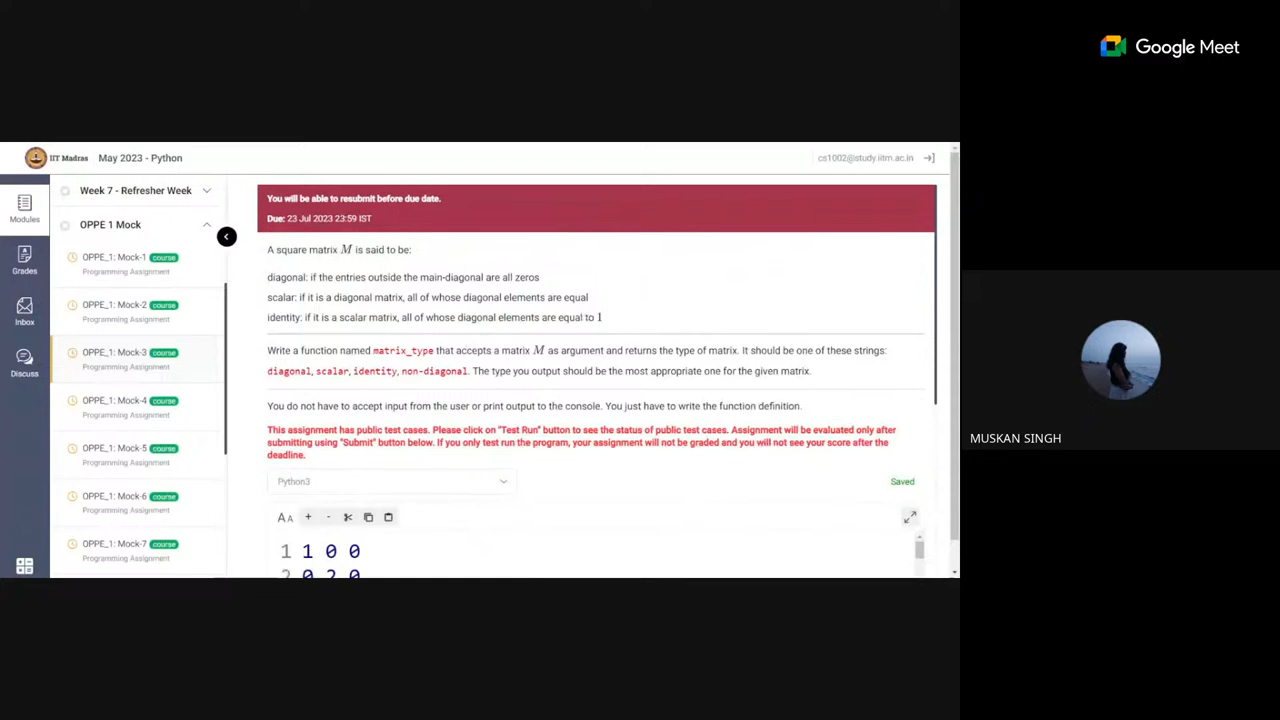 Google Meet
IIT Madras May 2023 - Python
cs1002@study.iitm.ac.in
Modules
Grades
Inbox
Discuss
Week 7 - Refresher Week
OPPE 1 Mock
OPPE_1: Mock-1 course
Programming Assignment
OPPE_1: Mock-2 course
Programming Assignment
OPPE_1: Mock-3 course
Programming Assignment
OPPE_1: Mock-4 course
Programming Assignment
OPPE_1: Mock-5 course
Programming Assignment
OPPE_1: Mock-6 course
Programming Assignment
OPPE_1: Mock-7 course
Programming Assignment
You will be able to resubmit before due date.
Due: 23 Jul 2023 23:59 IST
A square matrix M is said to be:
diagonal: if the entries outside the main-diagonal are all zeros
scalar: if it is a diagonal matrix, all of whose diagonal elements are equal
identity: if it is a scalar matrix, all of whose diagonal elements are equal to 1
Write a function named matrix_type that accepts a matrix M as argument and returns the type of matrix. It should be one of these strings:
diagonal, scalar, identity, non-diagonal. The type you output should be the most appropriate one for the given matrix.
You do not have to accept input from the user or print output to the console. You just have to write the function definition.
This assignment has public test cases. Please click on "Test Run" button to see the status of public test cases. Assignment will be evaluated only after
submitting using "Submit" button below. If you only test run the program, your assignment will not be graded and you will not see your score after the
deadline.
Python3
Saved
AA + -
1 1 0 0
2 0 2 0
MUSKAN SINGH